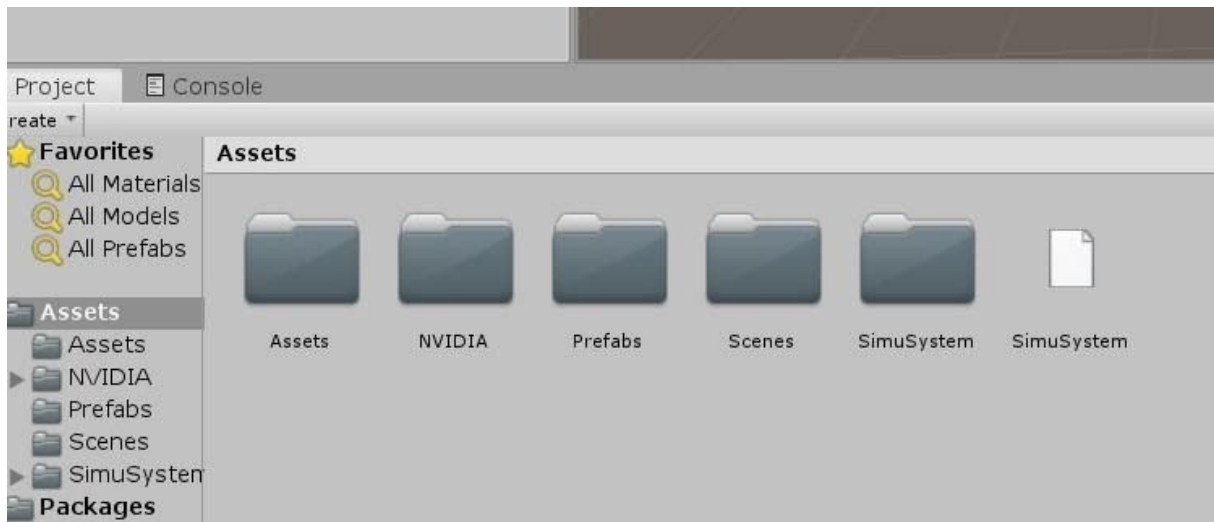 Project
Console
reate
Favorites
All Materials
All Models
All Prefabs
Assets
Assets
NVIDIA
Prefabs
Scenes
SimuSystem
Packages
Assets
Assets
NVIDIA
Prefabs
Scenes
SimuSystem
SimuSystem